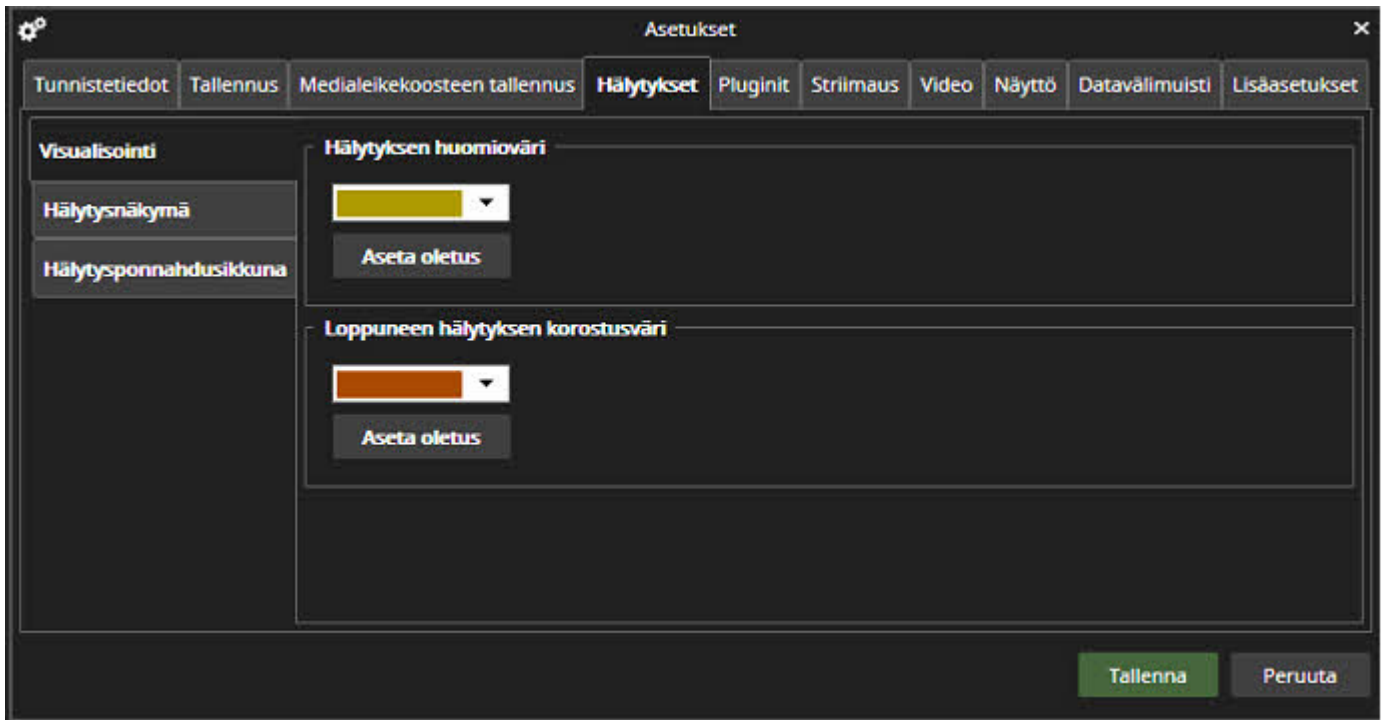 Asetukset
Tunnistetiedot Tallennus Medialeikekoosteen tallennus Hälytykset Pluginit Striimaus Video Näyttö Datavälimuisti Lisäasetukset
Visualisointi
Hälytysnäkymä
Hälytysponnahdusikkuna
Hälytyksen huomioväri
Aseta oletus
Loppuneen hälytyksen korostusväri
Aseta oletus
Tallenna Peruuta